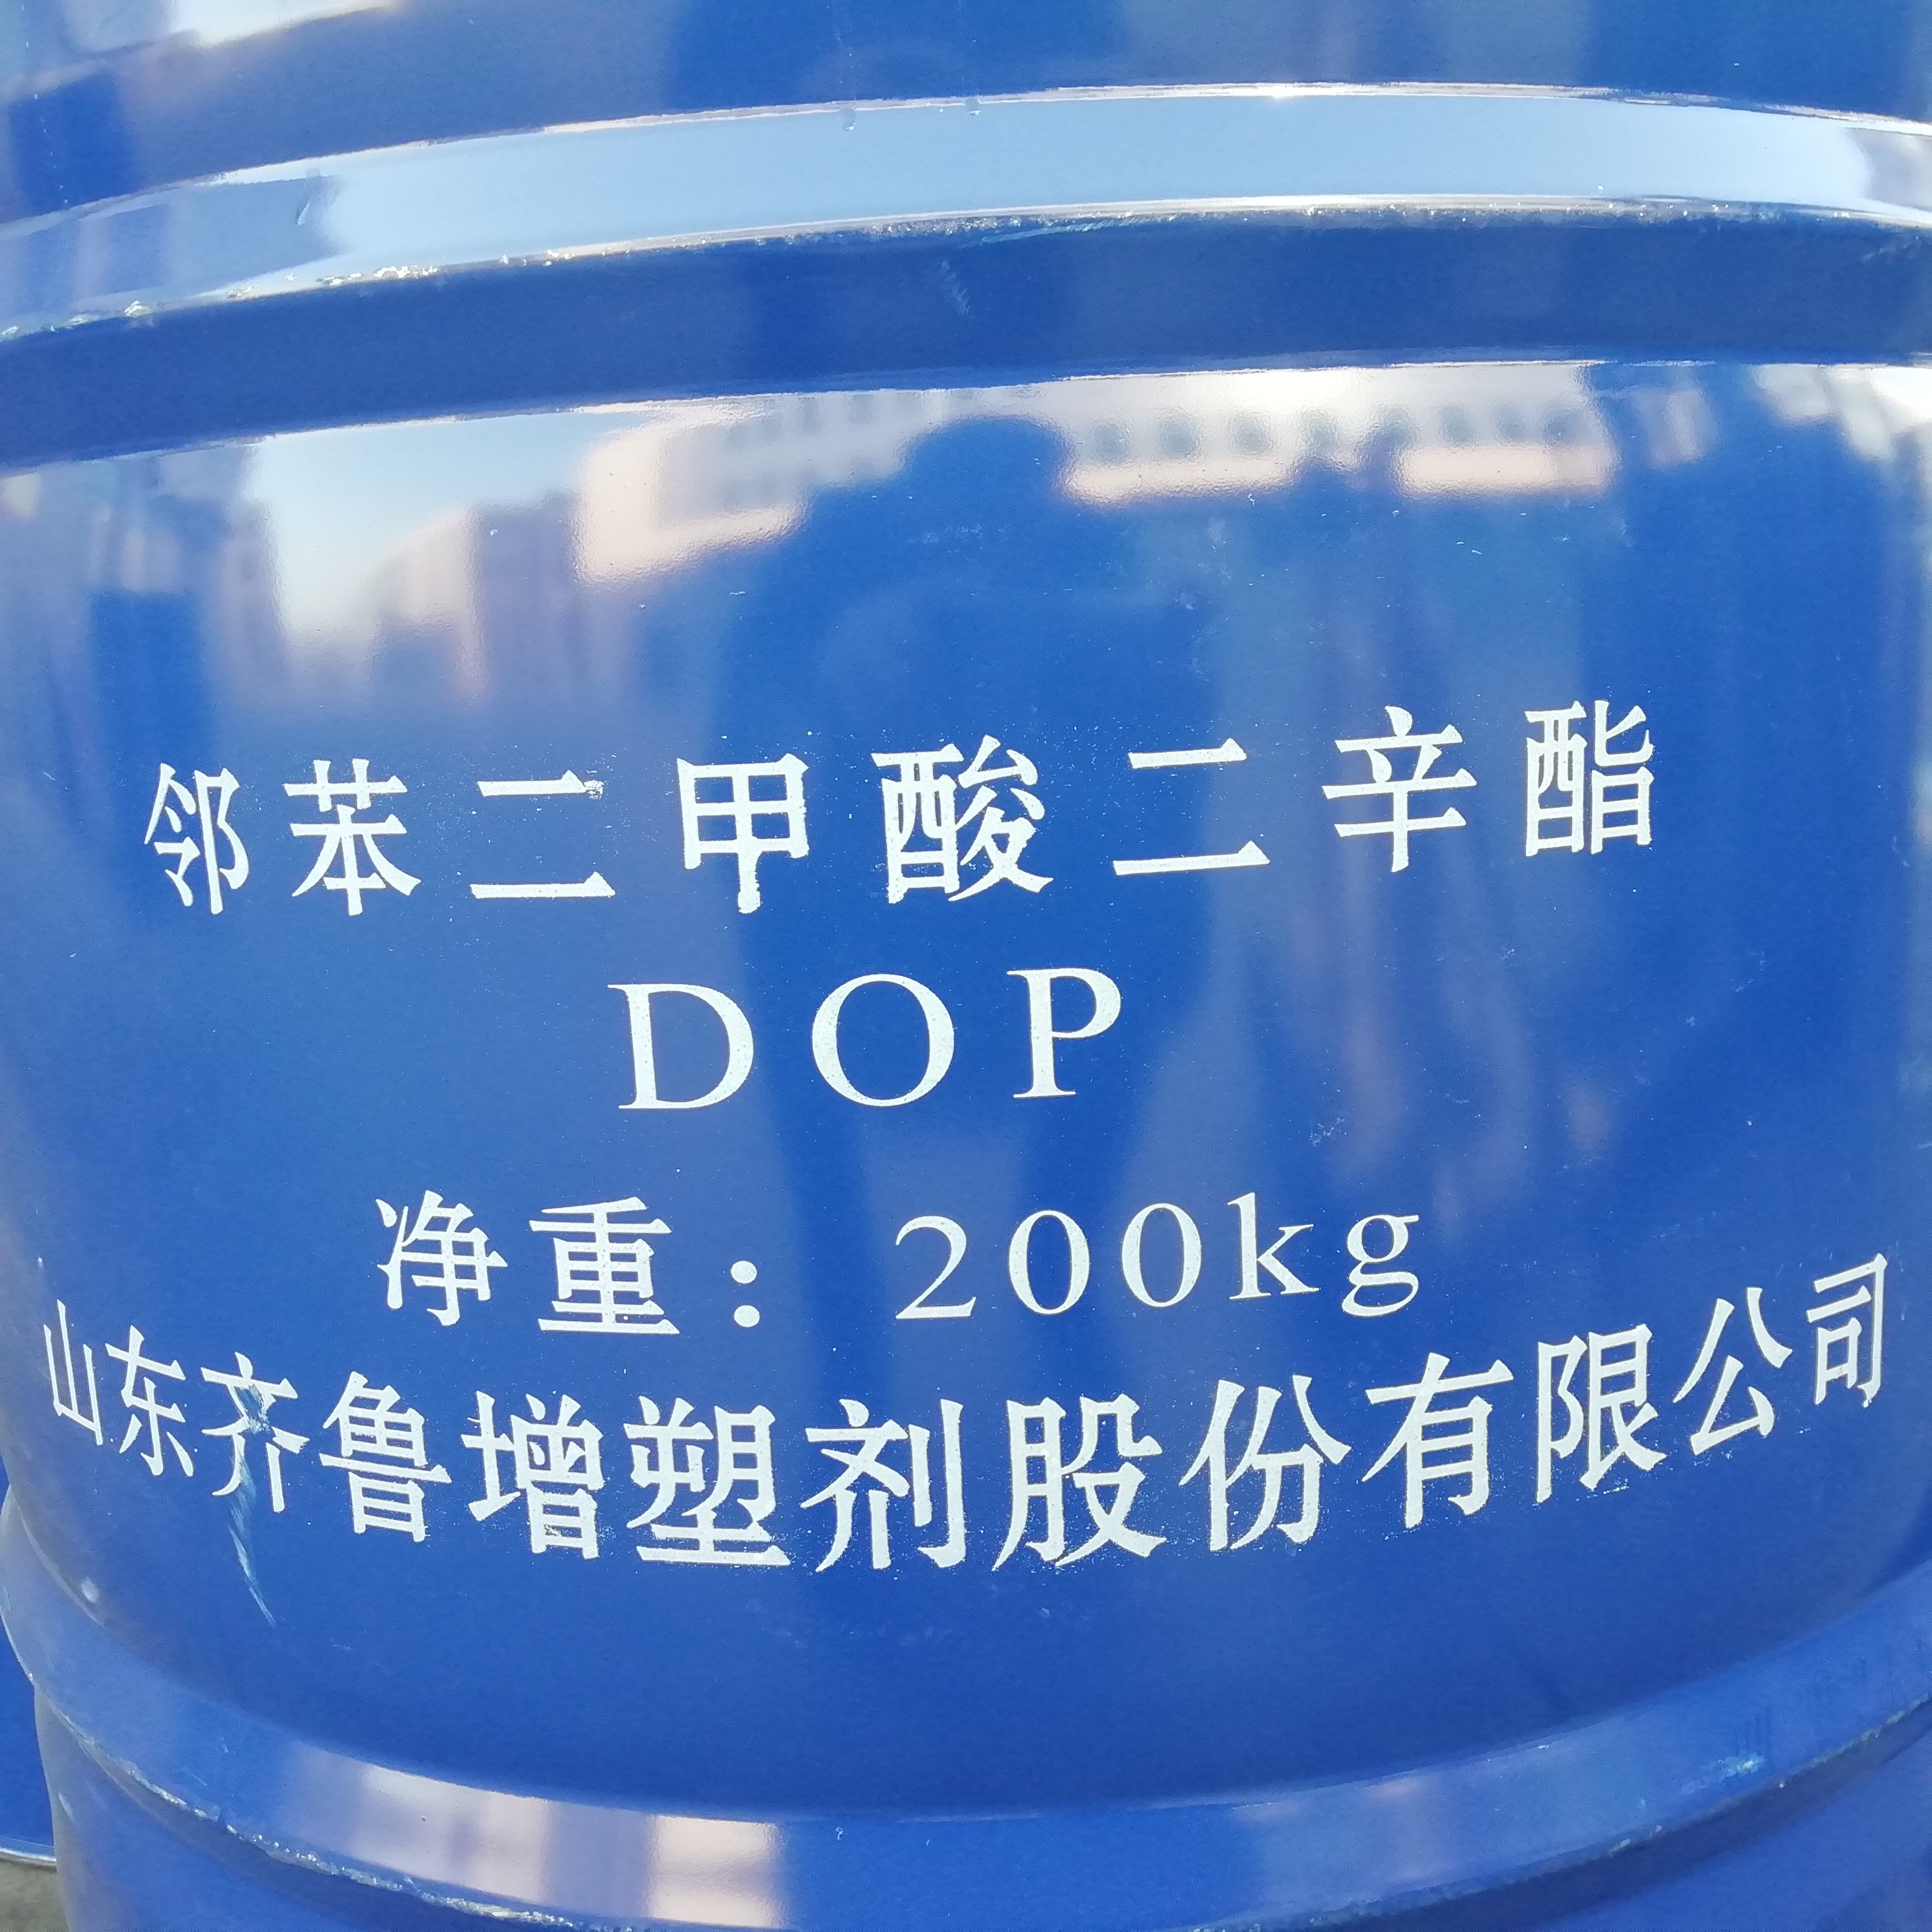 邻苯二甲酸二辛酯
DOP
净重：200kg
山东齐鲁增塑剂股份有限公司